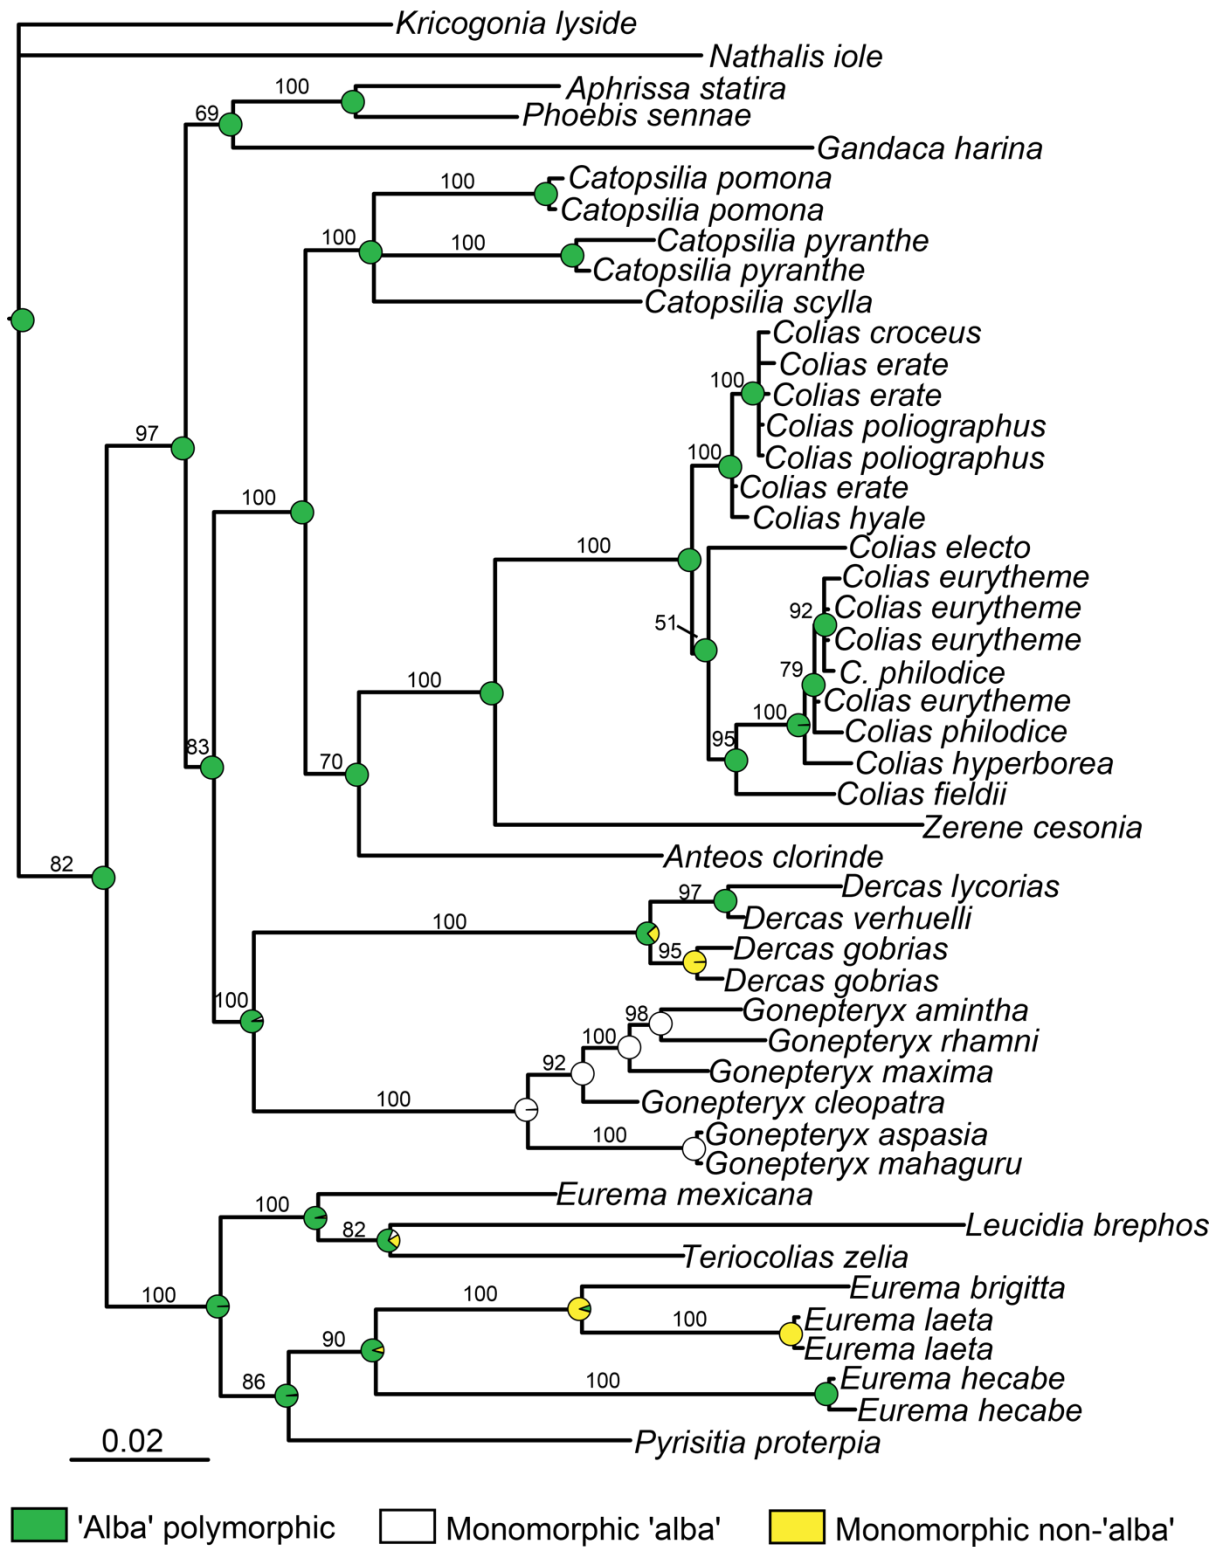 Kricogonia lyside
Nathalis iole
100
Aphrissa statira
69
Phoebis sennae
Gandaca harina
100
Catopsilia pomona
Catopsilia pomona
100
100
Catopsilia pyranthe
Catopsilia pyranthe
Catopsilia scylla
Colias croceus
Colias erate
100
Colias erate
Colias poliographus
97
100
Colias poliographus
Colias erate
100
Colias hyale
100
Colias electo
Colias eurytheme
92
Colias eurytheme
51
Colias eurytheme
79
C. philodice
100
Colias eurytheme
100
Colias philodice
83
70
95
Colias hyperborea
Colias fieldii
Zerene cesonia
82
Anteos clorinde
97
Dercas lycorias
100
Dercas verhuelli
95
Dercas gobrias
Dercas gobrias
100
98
Gonepteryx amintha
100
Gonepteryx rhamni
92
Gonepteryx maxima
100
Gonepteryx cleopatra
100
Gonepteryx aspasia
Gonepteryx mahaguru
100
Eurema mexicana
82
Leucidia brephos
Teriocolias zelia
100
100
Eurema brigitta
100
Eurema laeta
90
Eurema laeta
86
100
Eurema hecabe
Eurema hecabe
0.02
Pyrisitia proterpia
'Alba' polymorphic
Monomorphic 'alba'
Monomorphic non-'alba'